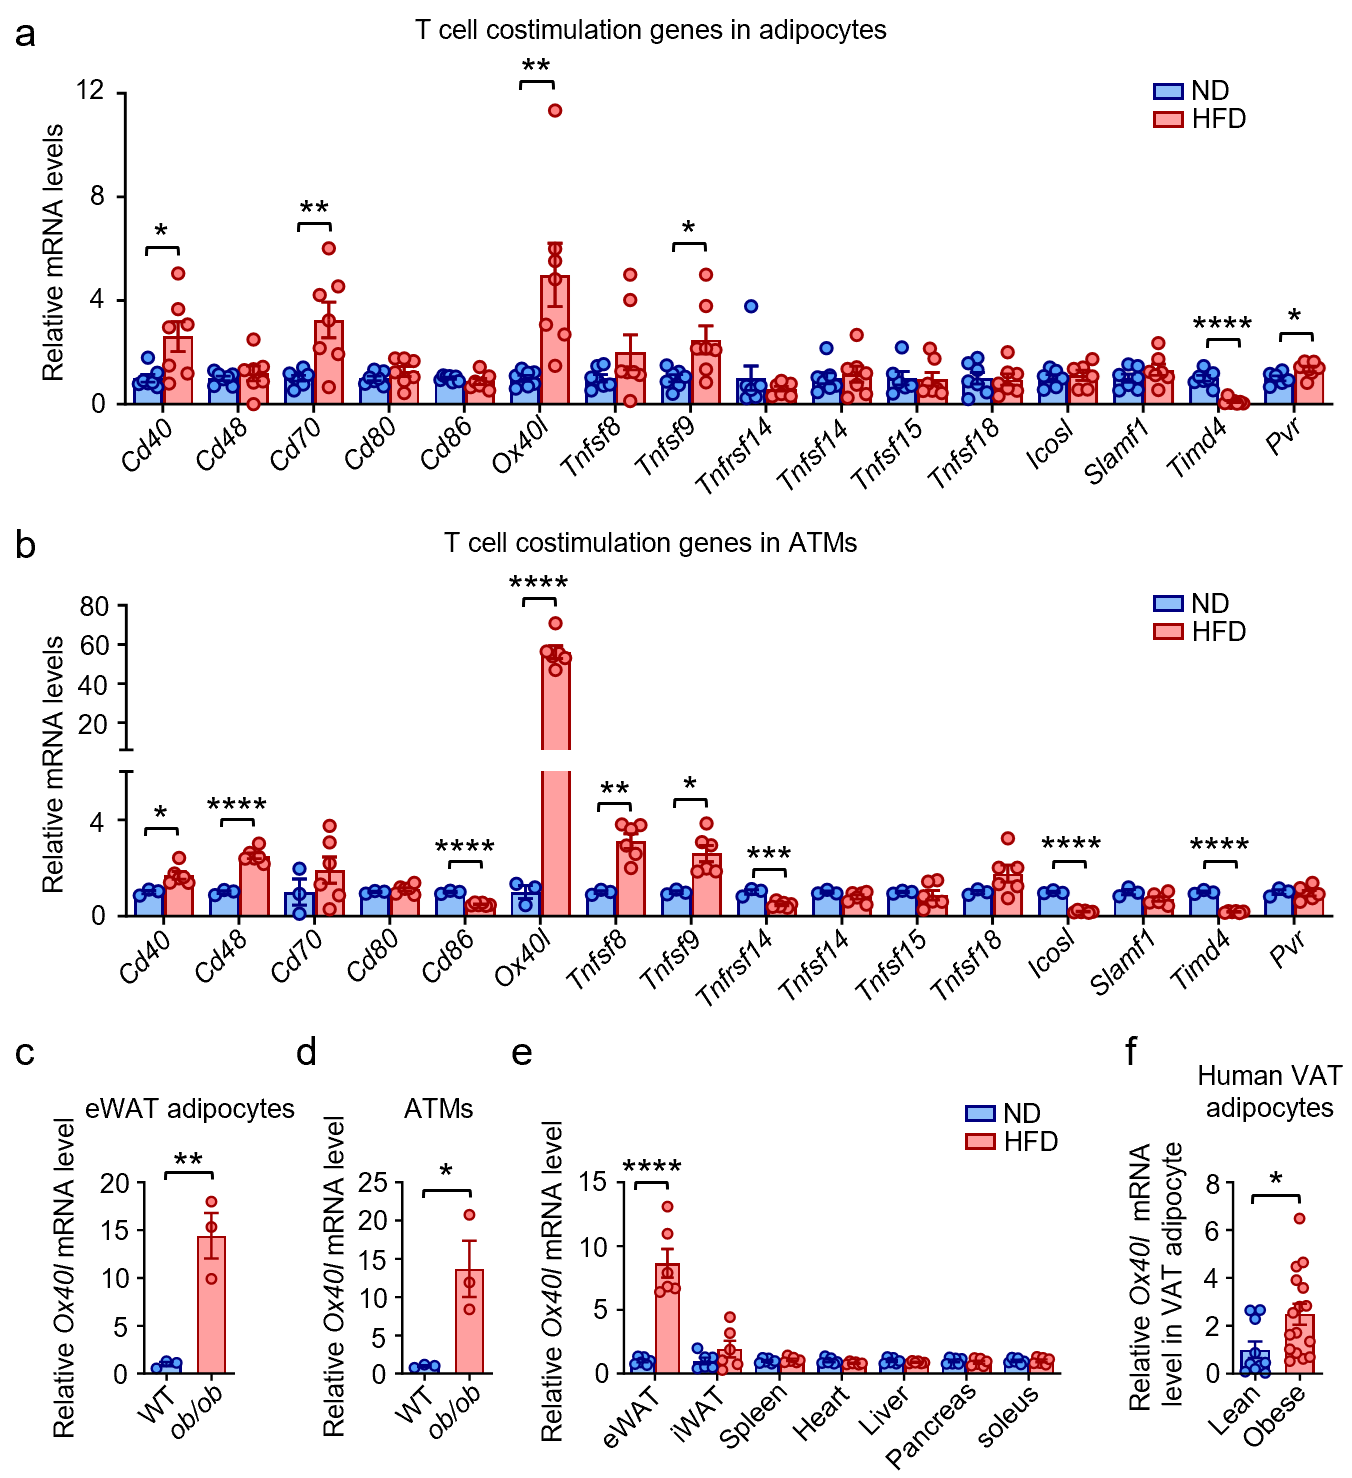 a
T cell costimulation genes in adipocytes
Relative mRNA levels
12
8
4
0
ND
HFD
*
**
**
*
****
*
Cd40
Cd48
Cd70
Cd80
Cd86
Ox40l
Tnfsf8
Tnfsf9
Tnfrsf14
Tnfsf14
Tnfsf15
Tnfsf18
Icosl
Slamf1
Timd4
Pvr
b
T cell costimulation genes in ATMs
Relative mRNA levels
80
60
40
20
4
0
ND
HFD
*
****
****
****
**
*
***
****
****
Cd40
Cd48
Cd70
Cd80
Cd86
Ox40l
Tnfsf8
Tnfsf9
Tnfrsf14
Tnfsf14
Tnfsf15
Tnfsf18
Icosl
Slamf1
Timd4
Pvr
c
eWAT adipocytes
Relative Ox40l mRNA level
20
15
10
5
0
**
WT
ob/ob
d
ATMs
Relative Ox40l mRNA level
25
20
15
10
5
0
*
WT
ob/ob
e
Relative Ox40l mRNA level
15
10
5
0
ND
HFD
****
eWAT
iWAT
Spleen
Heart
Liver
Pancreas
soleus
f
Human VAT
adipocytes
Relative Ox40l mRNA
level in VAT adipocyte
8
6
4
2
0
*
Lean
Obese